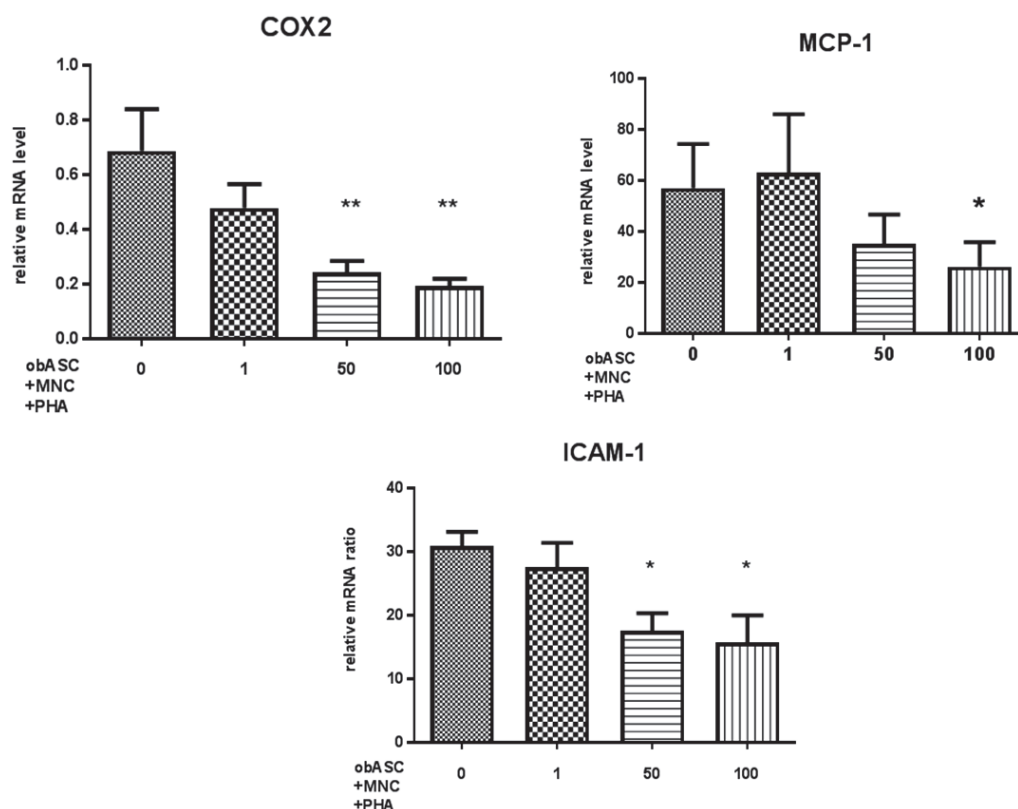 COX2
relative mRNA level
1.0
0.8
0.6
0.4
0.2
0.0
** **
obASC 0 1 50 100
+MNC
+PHA
MCP-1
relative mRNA level
100
80
60
40
20
0
*
obASC 0 1 50 100
+MNC
+PHA
ICAM-1
relative mRNA ratio
40
30
20
10
0
* *
obASC 0 1 50 100
+MNC
+PHA